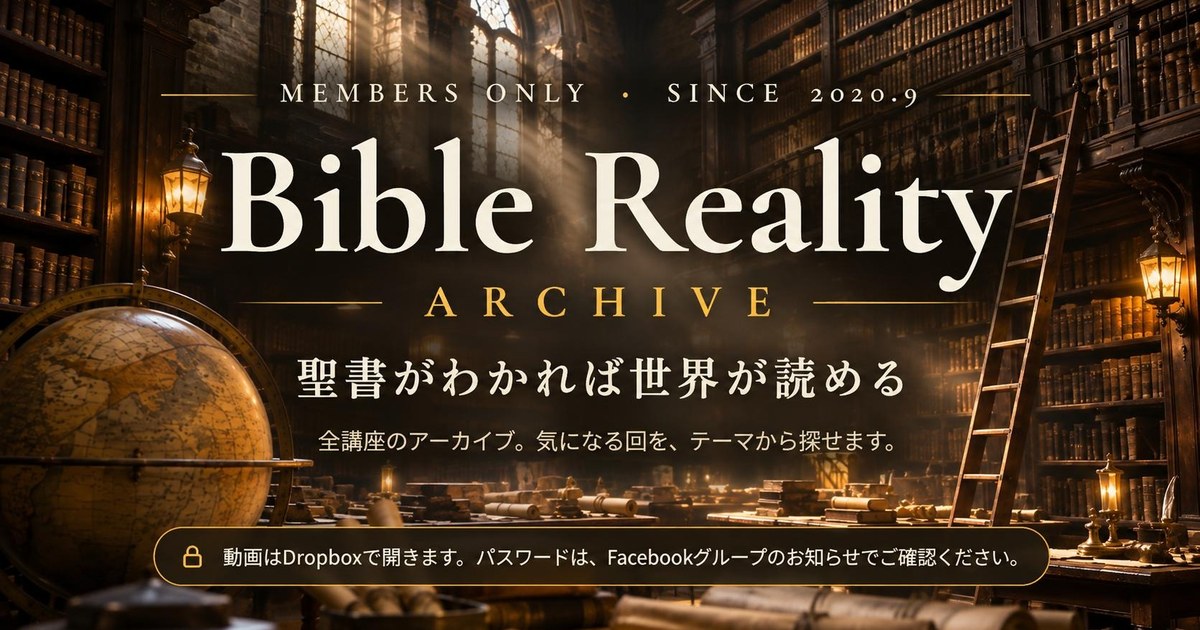 MEMBERS ONLY · SINCE 2020.9
Bible Reality
ARCHIVE
聖書がわかれば世界が読める
全講座のアーカイブ。気になる回を、テーマから探せます。
動画はDropboxで開きます。パスワードは、Facebookグループのお知らせでご確認ください。